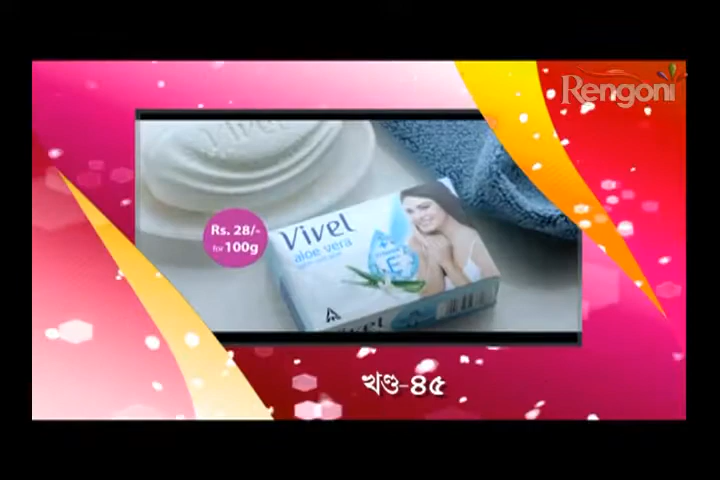 Rengoni
Vivel
Rs. 28/-
for 100g
Vivel
aloe vera
E
খণ্ড-৪৫